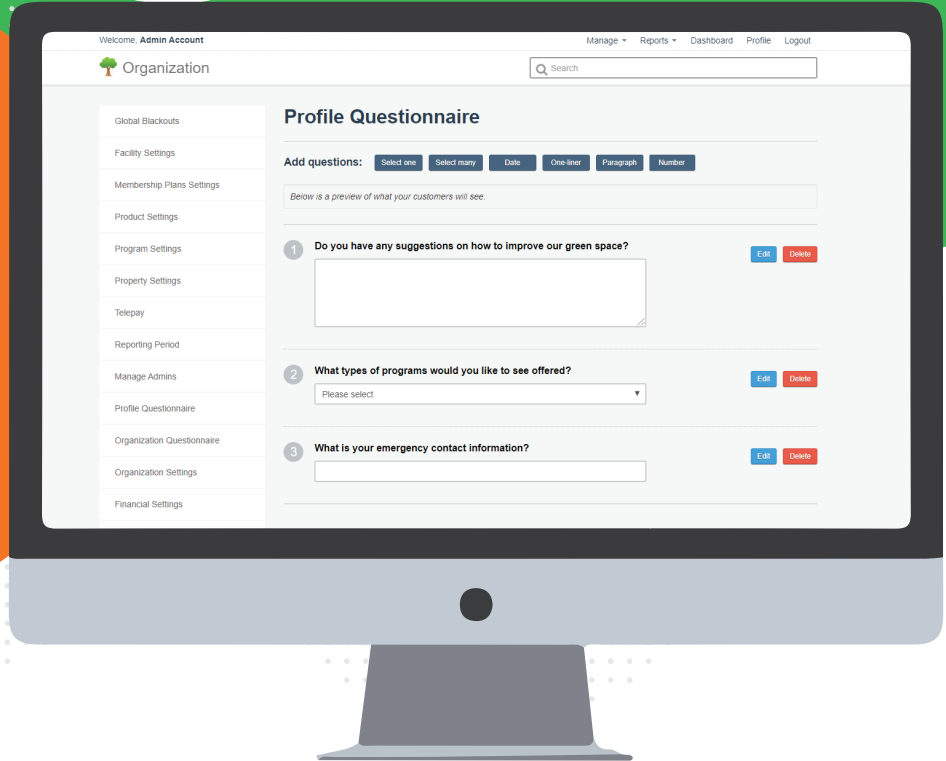 Welcome, Admin Account
Manage Reports Dashboard Profile Logout
Organization
Search
Global Blackouts
Facility Settings
Membership Plans Settings
Product Settings
Program Settings
Property Settings
Telepay
Reporting Period
Manage Admins
Profile Questionnaire
Organization Questionnaire
Organization Settings
Financial Settings
Profile Questionnaire
Add questions: Select one Select many Date One-liner Paragraph Number
Below is a preview of what your customers will see.
1 Do you have any suggestions on how to improve our green space? Edit Delete
2 What types of programs would you like to see offered? Edit Delete
Please select
3 What is your emergency contact information? Edit Delete